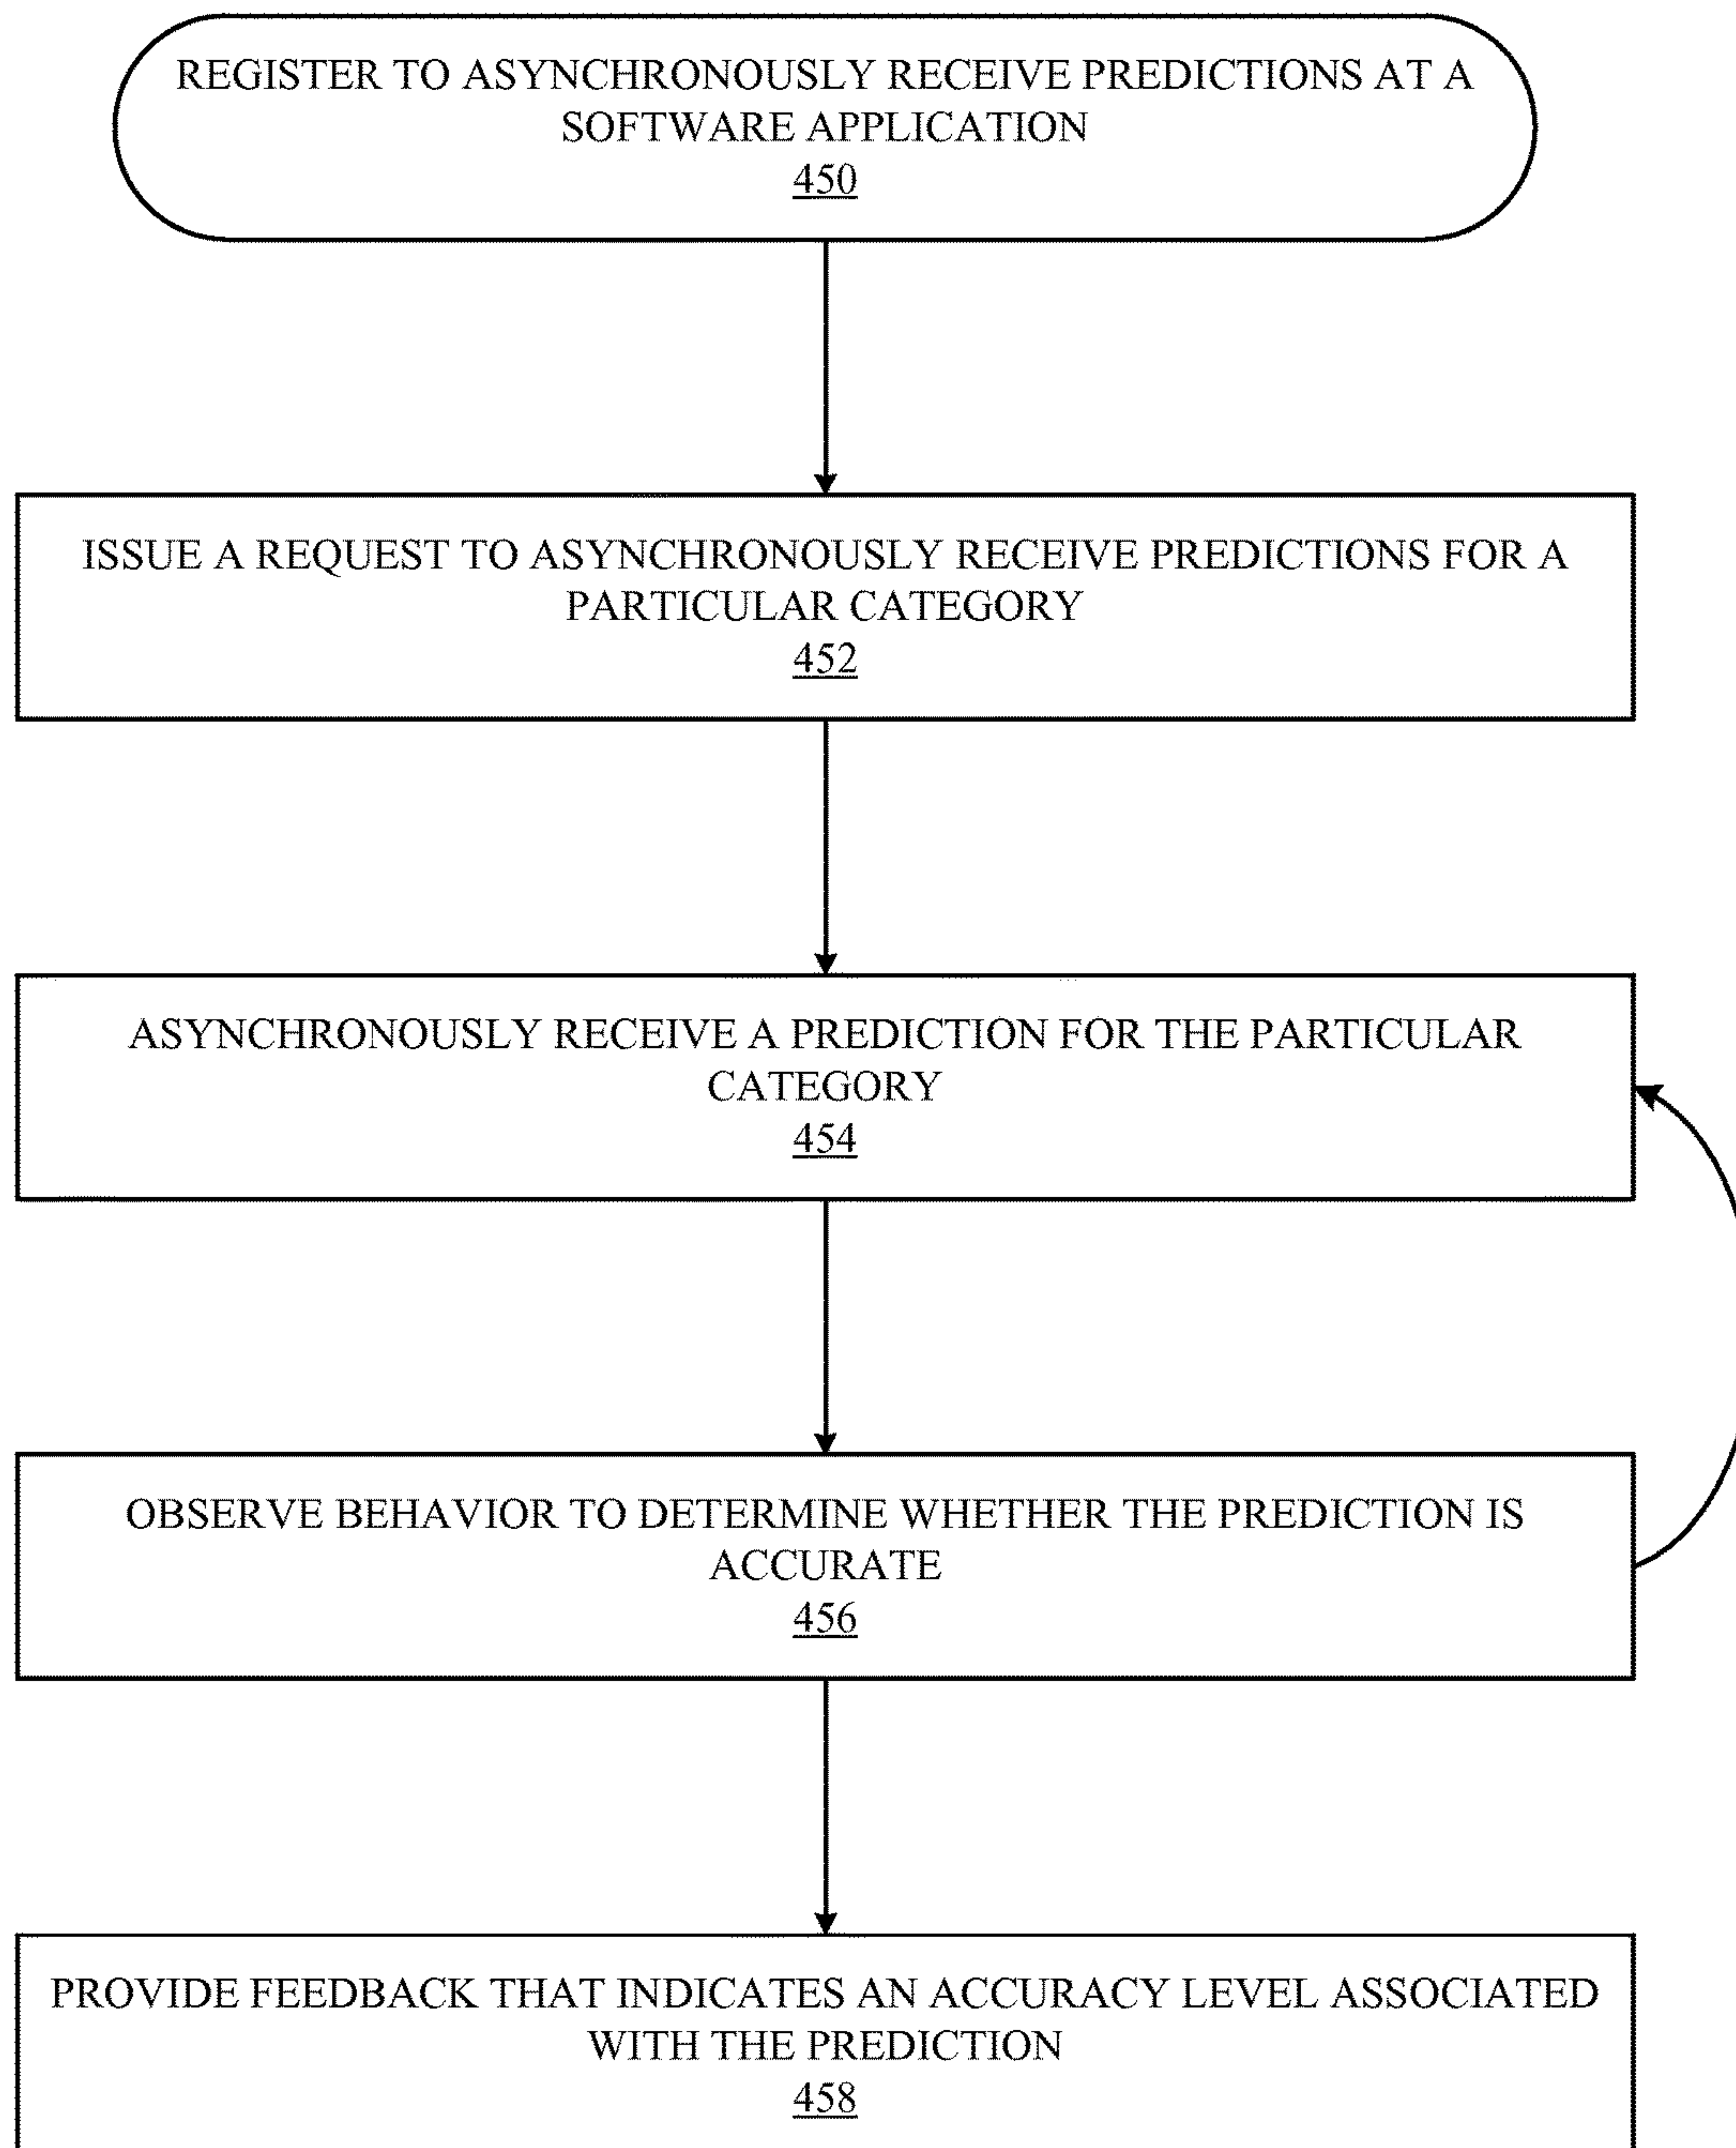 REGISTER TO ASYNCHRONOUSLY RECEIVE PREDICTIONS AT A
SOFTWARE APPLICATION
450
ISSUE A REQUEST TO ASYNCHRONOUSLY RECEIVE PREDICTIONS FOR A
PARTICULAR CATEGORY
452
ASYNCHRONOUSLY RECEIVE A PREDICTION FOR THE PARTICULAR
CATEGORY
454
OBSERVE BEHAVIOR TO DETERMINE WHETHER THE PREDICTION IS
ACCURATE
456
PROVIDE FEEDBACK THAT INDICATES AN ACCURACY LEVEL ASSOCIATED
WITH THE PREDICTION
458